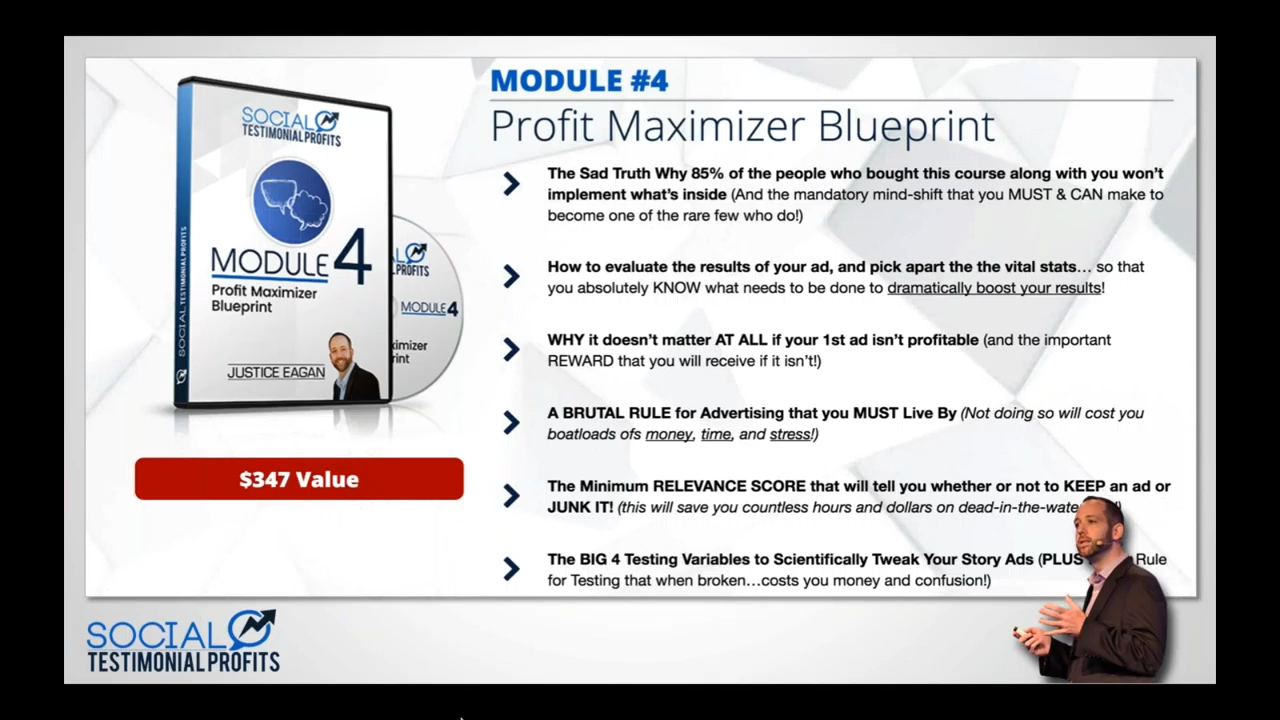 MODULE #4
Profit Maximizer Blueprint
The Sad Truth Why 85% of the people who bought this course along with you won't
implement what's inside (And the mandatory mind-shift that you MUST & CAN make to
become one of the rare few who do!)
How to evaluate the results of your ad, and pick apart the the vital stats… so that
you absolutely KNOW what needs to be done to dramatically boost your results!
WHY it doesn't matter AT ALL if your 1st ad isn't profitable (and the important
REWARD that you will receive if it isn't!)
A BRUTAL RULE for Advertising that you MUST Live By (Not doing so will cost you
boatloads ofs money, time, and stress!)
The Minimum RELEVANCE SCORE that will tell you whether or not to KEEP an ad or
JUNK IT! (this will save you countless hours and dollars on
The BIG 4 Testing Variables to Scientifically Tweak Your Story Ads (PLUS Rule
for Testing that when broken…costs you money and confusion!)
SOCIAL
TESTIMONIAL PROFITS
MODULE 4
Profit Maximizer
Blueprint
JUSTICE EAGAN
SOCIAL TESTIMONIAL PROFITS
PROFITS
MODULE 4
$347 Value
SOCIAL
TESTIMONIAL PROFITS